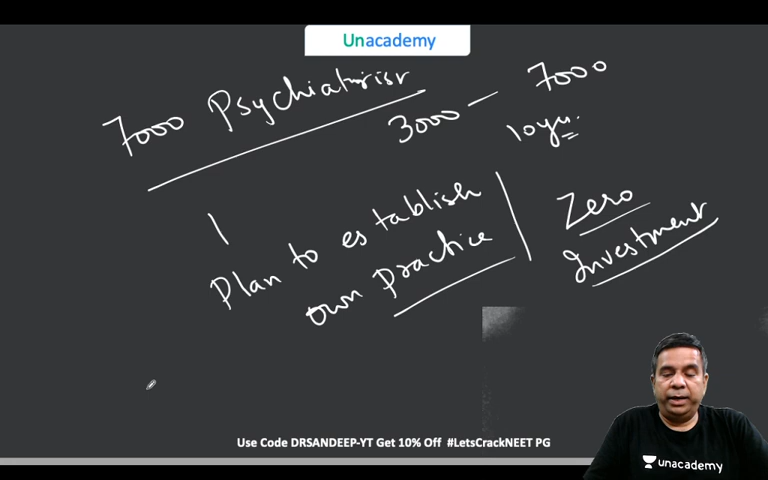 Unacademy
7000 Psychiatrist
3000 — 7000
10 yr.
1
Plan to establish
own practice
Zero
Investment
Use Code DRSANDEEP-YT Get 10% Off #LetsCrackNEET PG
unacademy